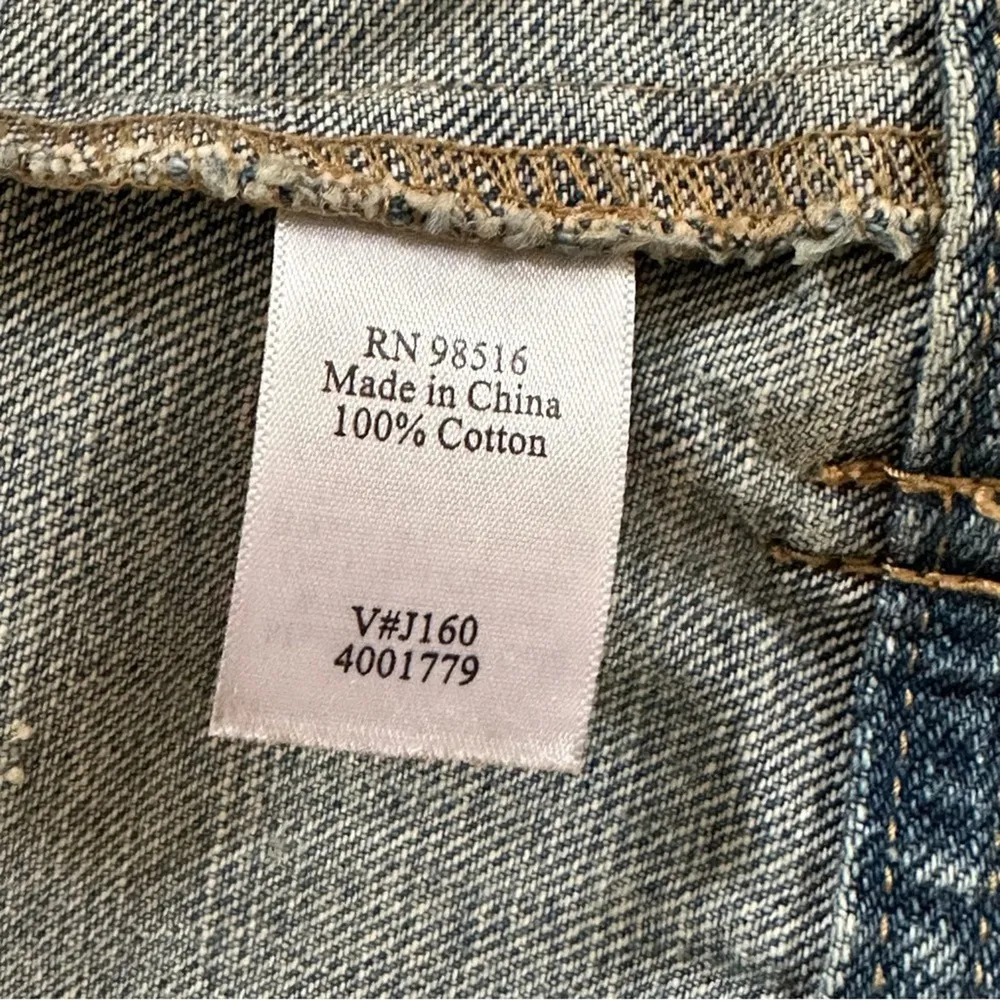 RN 98516
Made in China
100% Cotton
V#J160
4001779